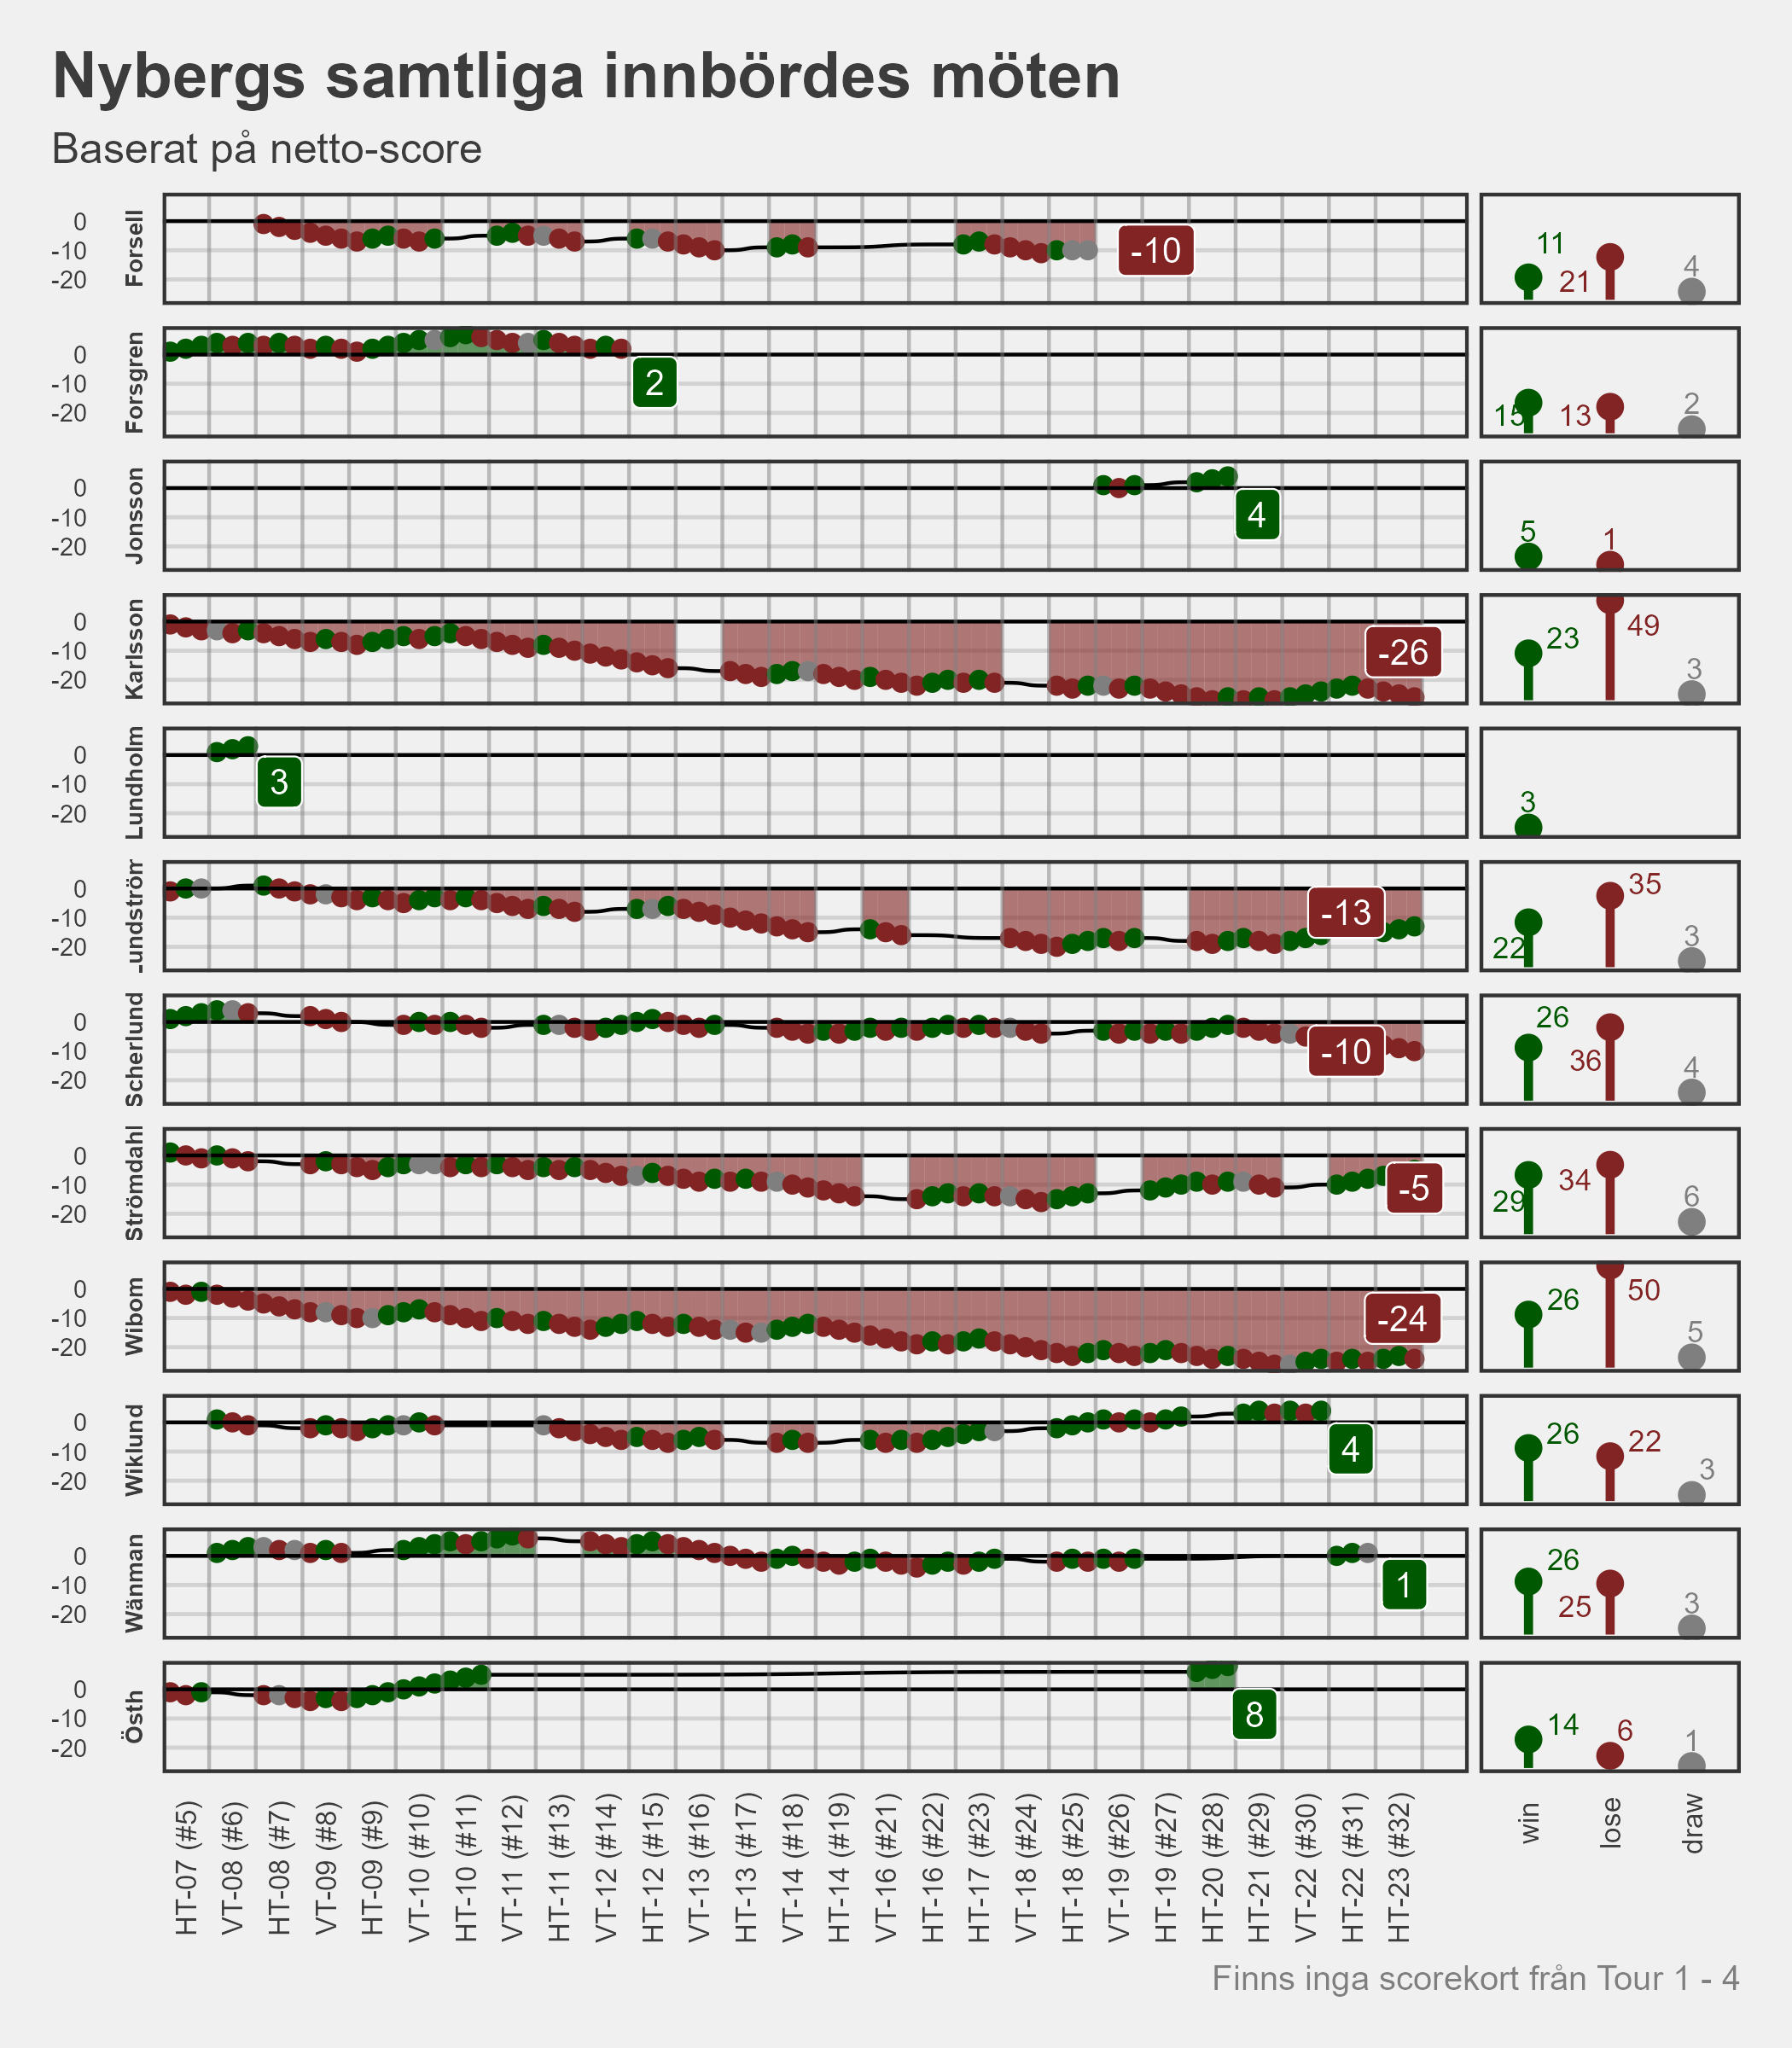 Nybergs samtliga innbördes möten
Baserat på netto-score
Forsell
0
-10
-20
-10
11
21
4
Forsgren
0
-10
-20
2
15
13
2
Jonsson
0
-10
-20
4
5
1
Karlsson
0
-10
-20
-26
23
49
3
Lundholm
0
-10
-20
3
3
undström
0
-10
-20
-13
22
35
3
Scherlund
0
-10
-20
-10
26
36
4
Strömdahl
0
-10
-20
-5
29
34
6
Wibom
0
-10
-20
-24
26
50
5
Wiklund
0
-10
-20
4
26
22
3
Wänman
0
-10
-20
1
26
25
3
Östh
0
-10
-20
8
14
6
1
HT-07 (#5)
VT-08 (#6)
HT-08 (#7)
VT-09 (#8)
HT-09 (#9)
VT-10 (#10)
HT-10 (#11)
VT-11 (#12)
HT-11 (#13)
VT-12 (#14)
HT-12 (#15)
VT-13 (#16)
HT-13 (#17)
VT-14 (#18)
HT-14 (#19)
VT-16 (#21)
HT-16 (#22)
HT-17 (#23)
VT-18 (#24)
HT-18 (#25)
VT-19 (#26)
HT-19 (#27)
HT-20 (#28)
HT-21 (#29)
VT-22 (#30)
HT-22 (#31)
HT-23 (#32)
win
lose
draw
Finns inga scorekort från Tour 1 - 4